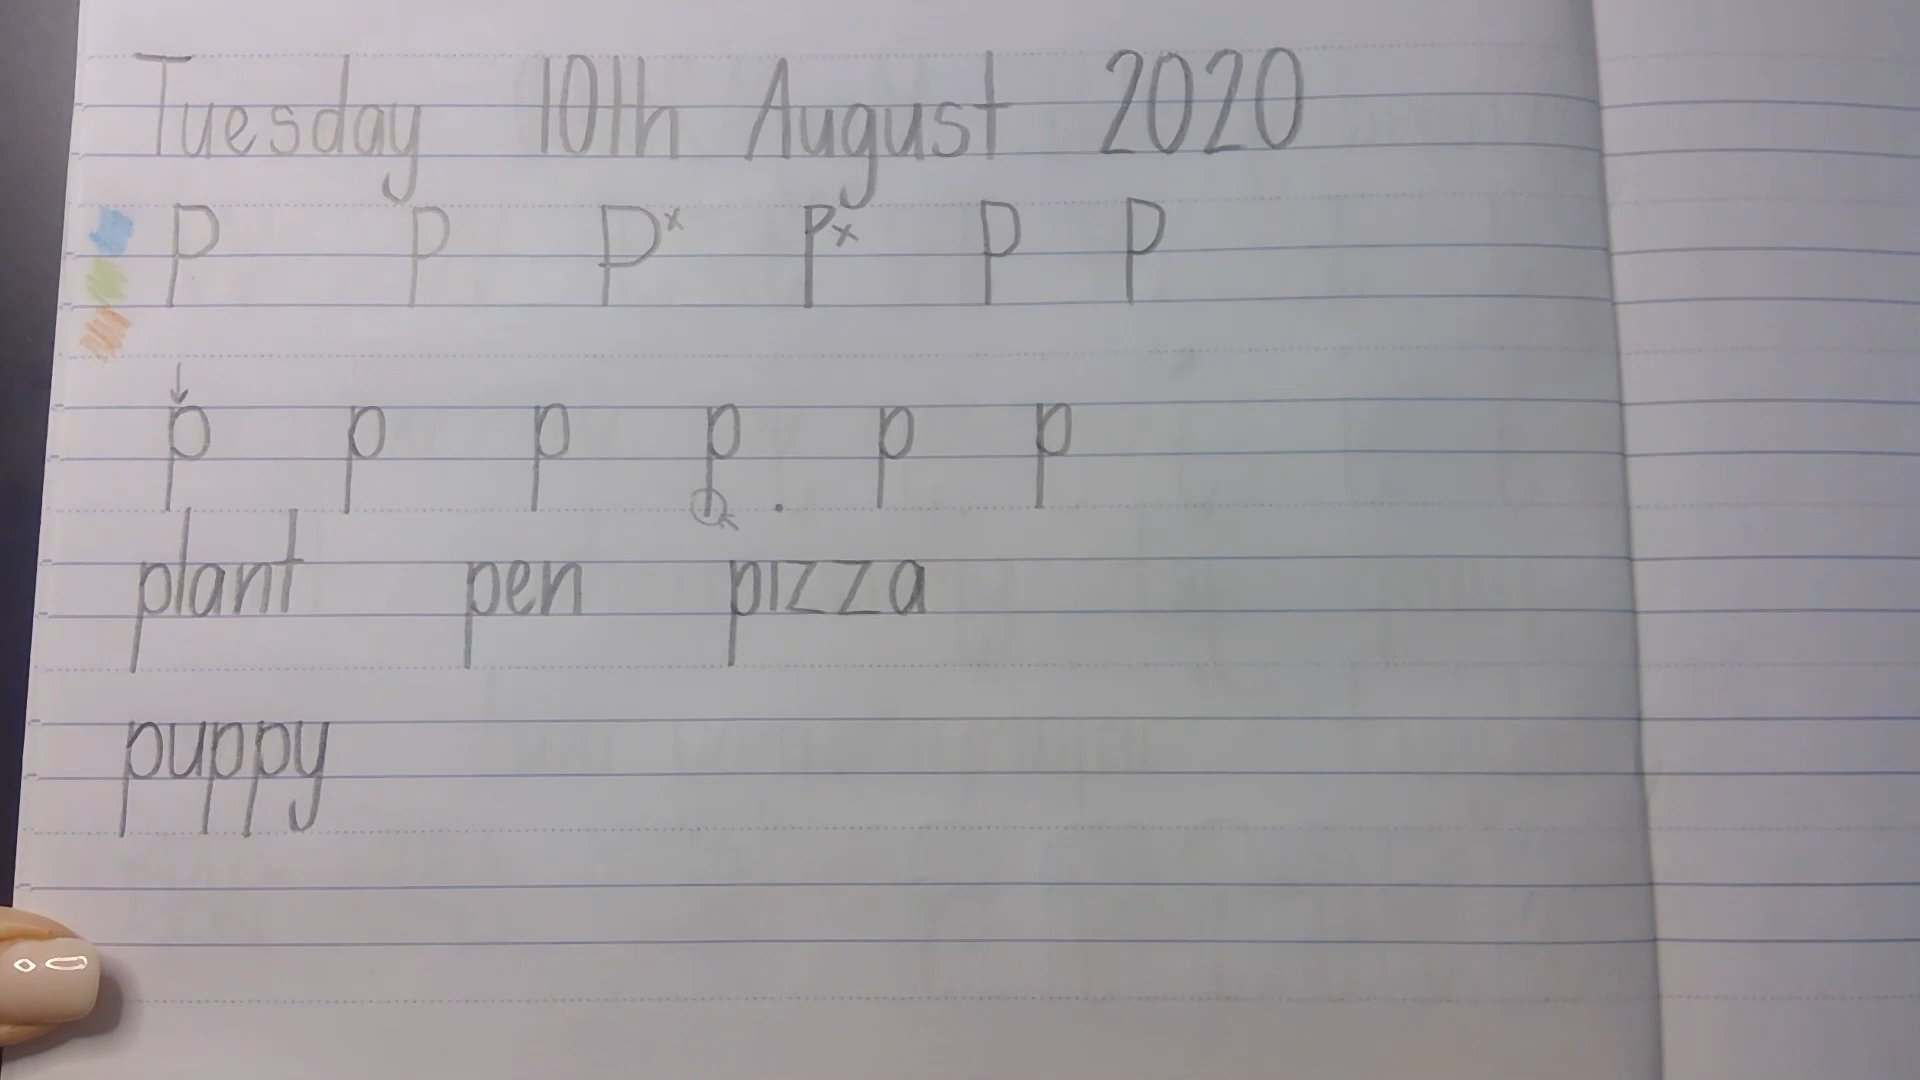 Tuesday 10th August 2020
P P P x P x P P
p p p p . p p
plant pen pizza
puppy